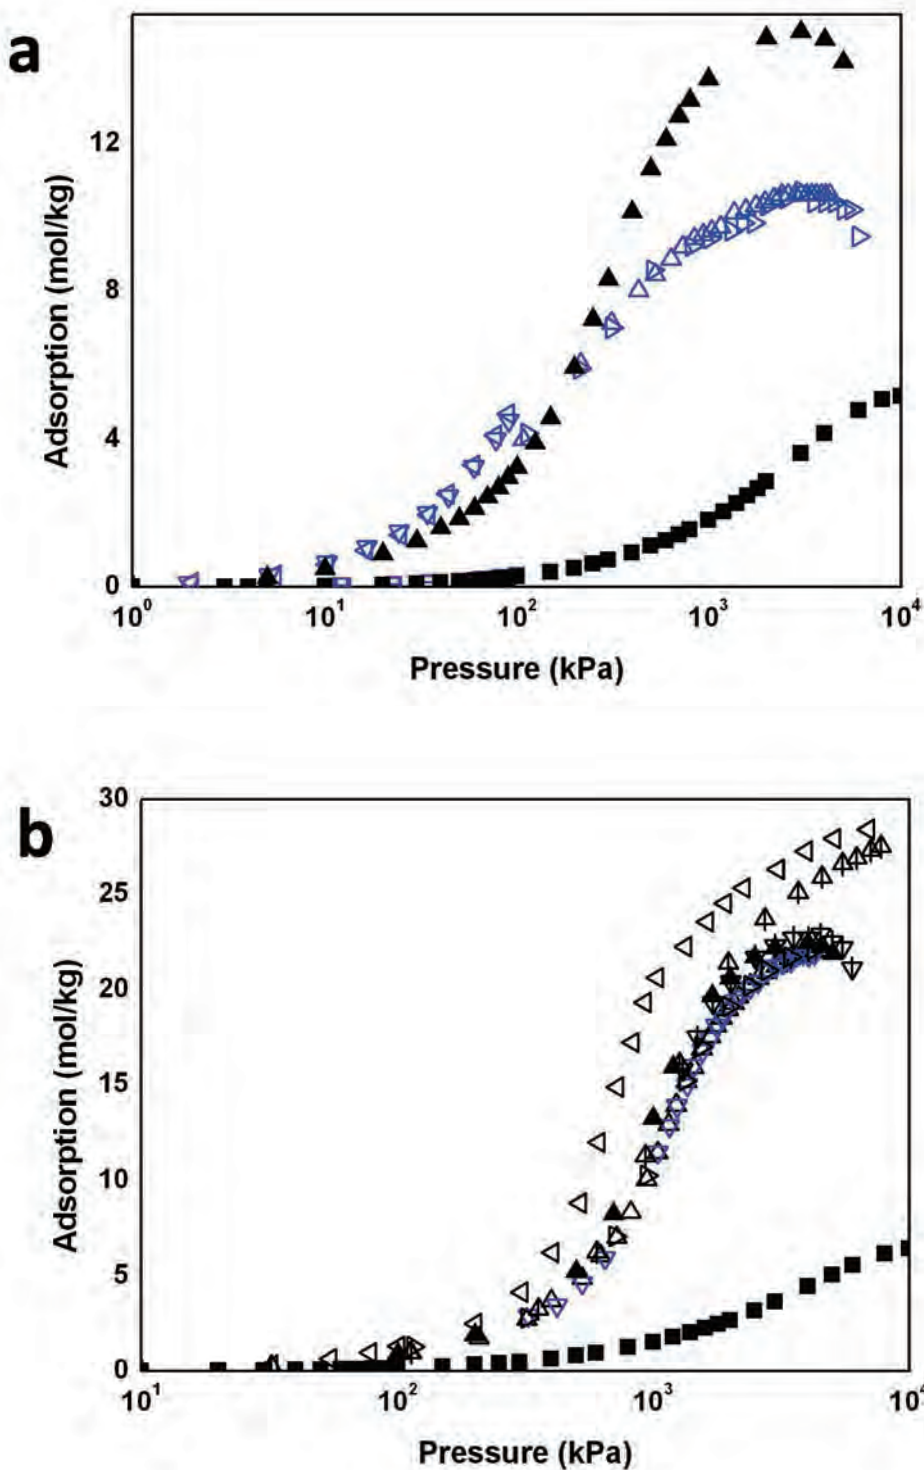 a
12
8
4
0
Adsorption (mol/kg)
10⁰ 10¹ 10² 10³ 10⁴
Pressure (kPa)
b
30
25
20
15
10
5
0
Adsorption (mol/kg)
10¹ 10² 10³
Pressure (kPa)